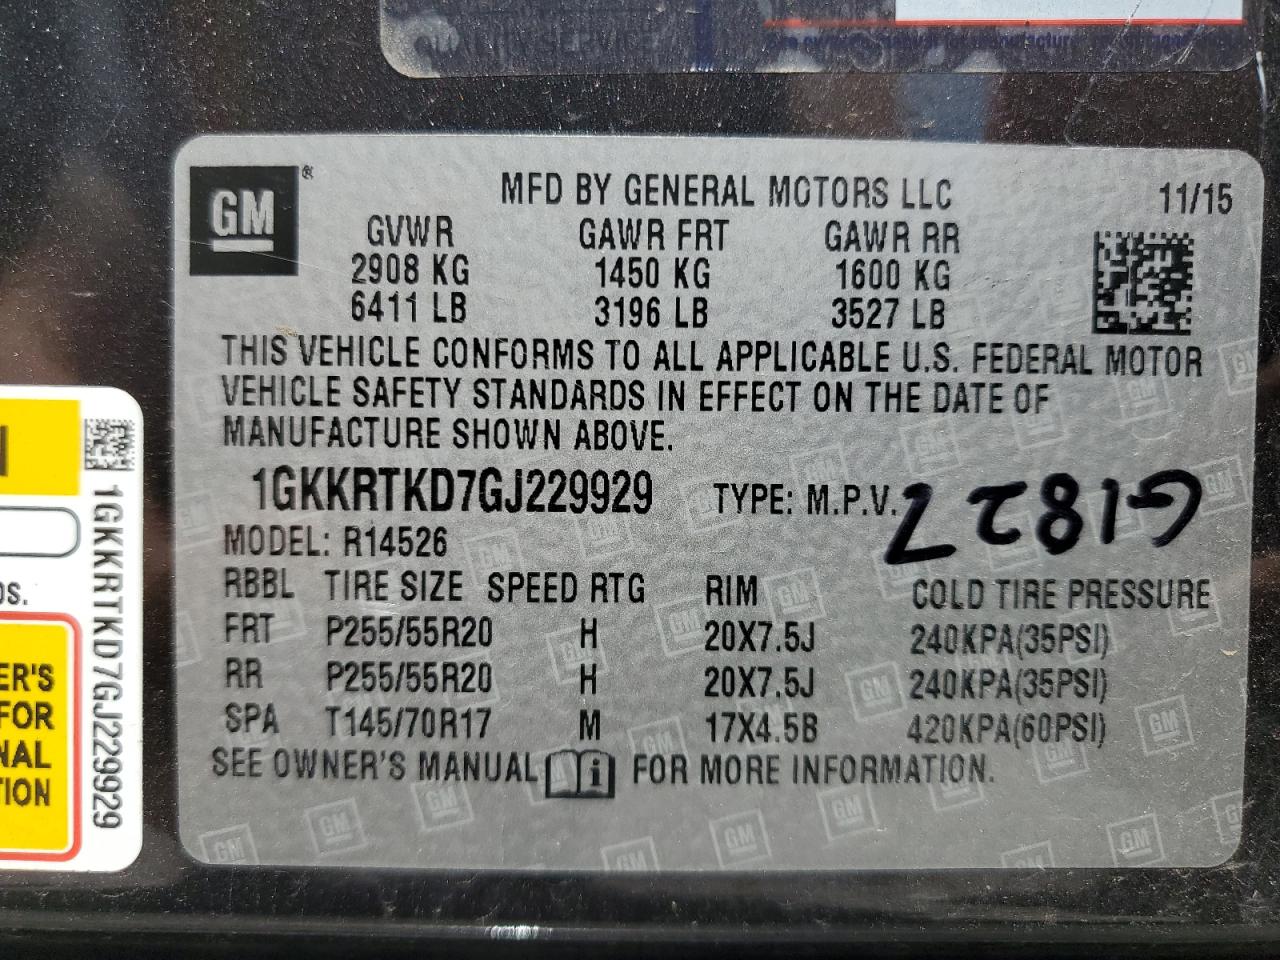 GM®
MFD BY GENERAL MOTORS LLC 11/15
GVWR GAWR FRT GAWR RR
2908 KG 1450 KG 1600 KG
6411 LB 3196 LB 3527 LB
THIS VEHICLE CONFORMS TO ALL APPLICABLE U.S. FEDERAL MOTOR
VEHICLE SAFETY STANDARDS IN EFFECT ON THE DATE OF
MANUFACTURE SHOWN ABOVE.
1GKKRTKD7GJ229929 TYPE: M.P.V.
G1827
MODEL: R14526
RBBL TIRE SIZE SPEED RTG RIM COLD TIRE PRESSURE
FRT P255/55R20 H 20X7.5J 240KPA(35PSI)
RR P255/55R20 H 20X7.5J 240KPA(35PSI)
SPA T145/70R17 M 17X4.5B 420KPA(60PSI)
SEE OWNER'S MANUAL i FOR MORE INFORMATION.
1GKKRTKD7GJ229929
ER'S
FOR
NAL
TION